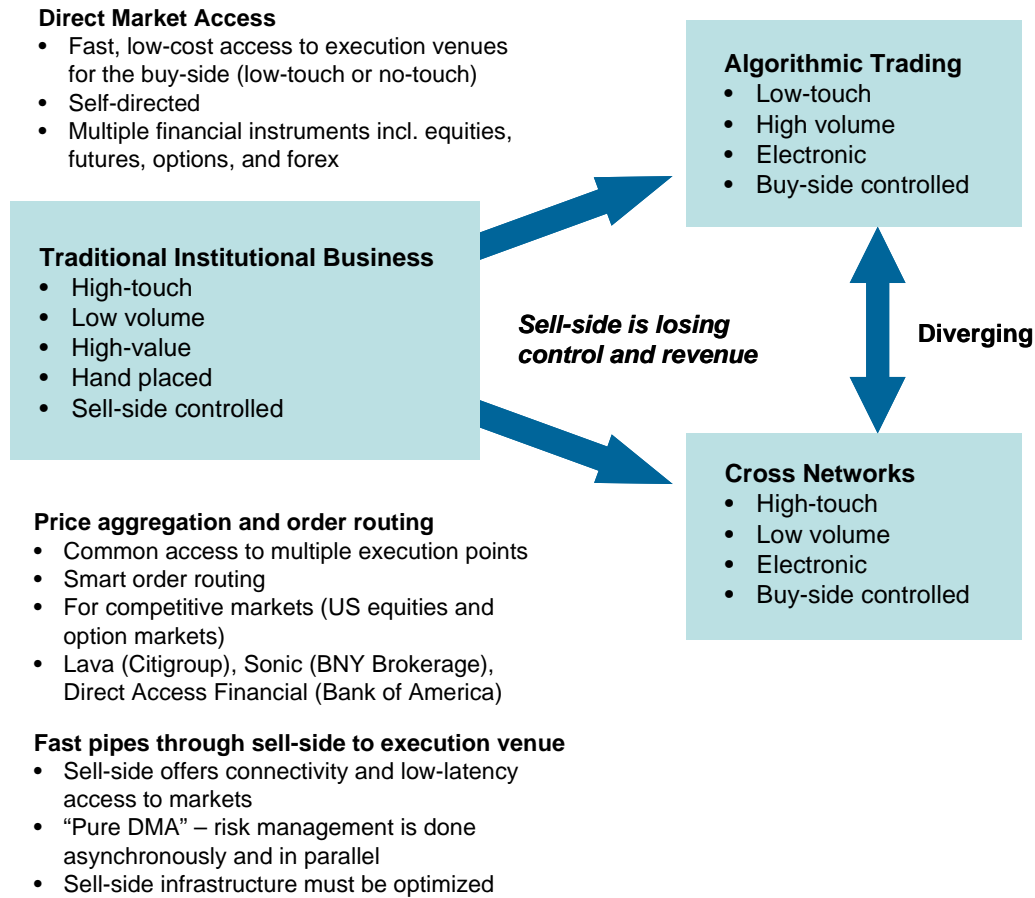 Direct Market Access
• Fast, low-cost access to execution venues
for the buy-side (low-touch or no-touch)
• Self-directed
• Multiple financial instruments incl. equities,
futures, options, and forex
Algorithmic Trading
• Low-touch
• High volume
• Electronic
• Buy-side controlled
Traditional Institutional Business
• High-touch
• Low volume
• High-value
• Hand placed
• Sell-side controlled
Sell-side is losing
control and revenue
Diverging
Cross Networks
• High-touch
• Low volume
• Electronic
• Buy-side controlled
Price aggregation and order routing
• Common access to multiple execution points
• Smart order routing
• For competitive markets (US equities and
option markets)
• Lava (Citigroup), Sonic (BNY Brokerage),
Direct Access Financial (Bank of America)
Fast pipes through sell-side to execution venue
• Sell-side offers connectivity and low-latency
access to markets
• “Pure DMA” – risk management is done
asynchronously and in parallel
• Sell-side infrastructure must be optimized